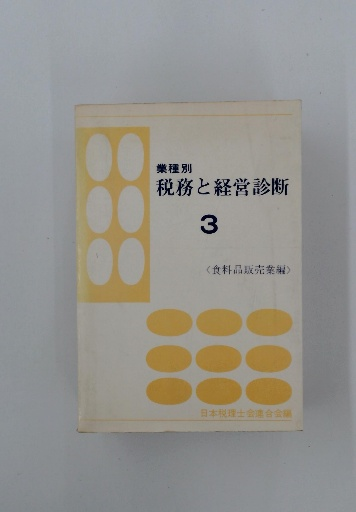 業種別
税務と経営診断
3
〈食料品販売業編〉
日本税理士会連合会編